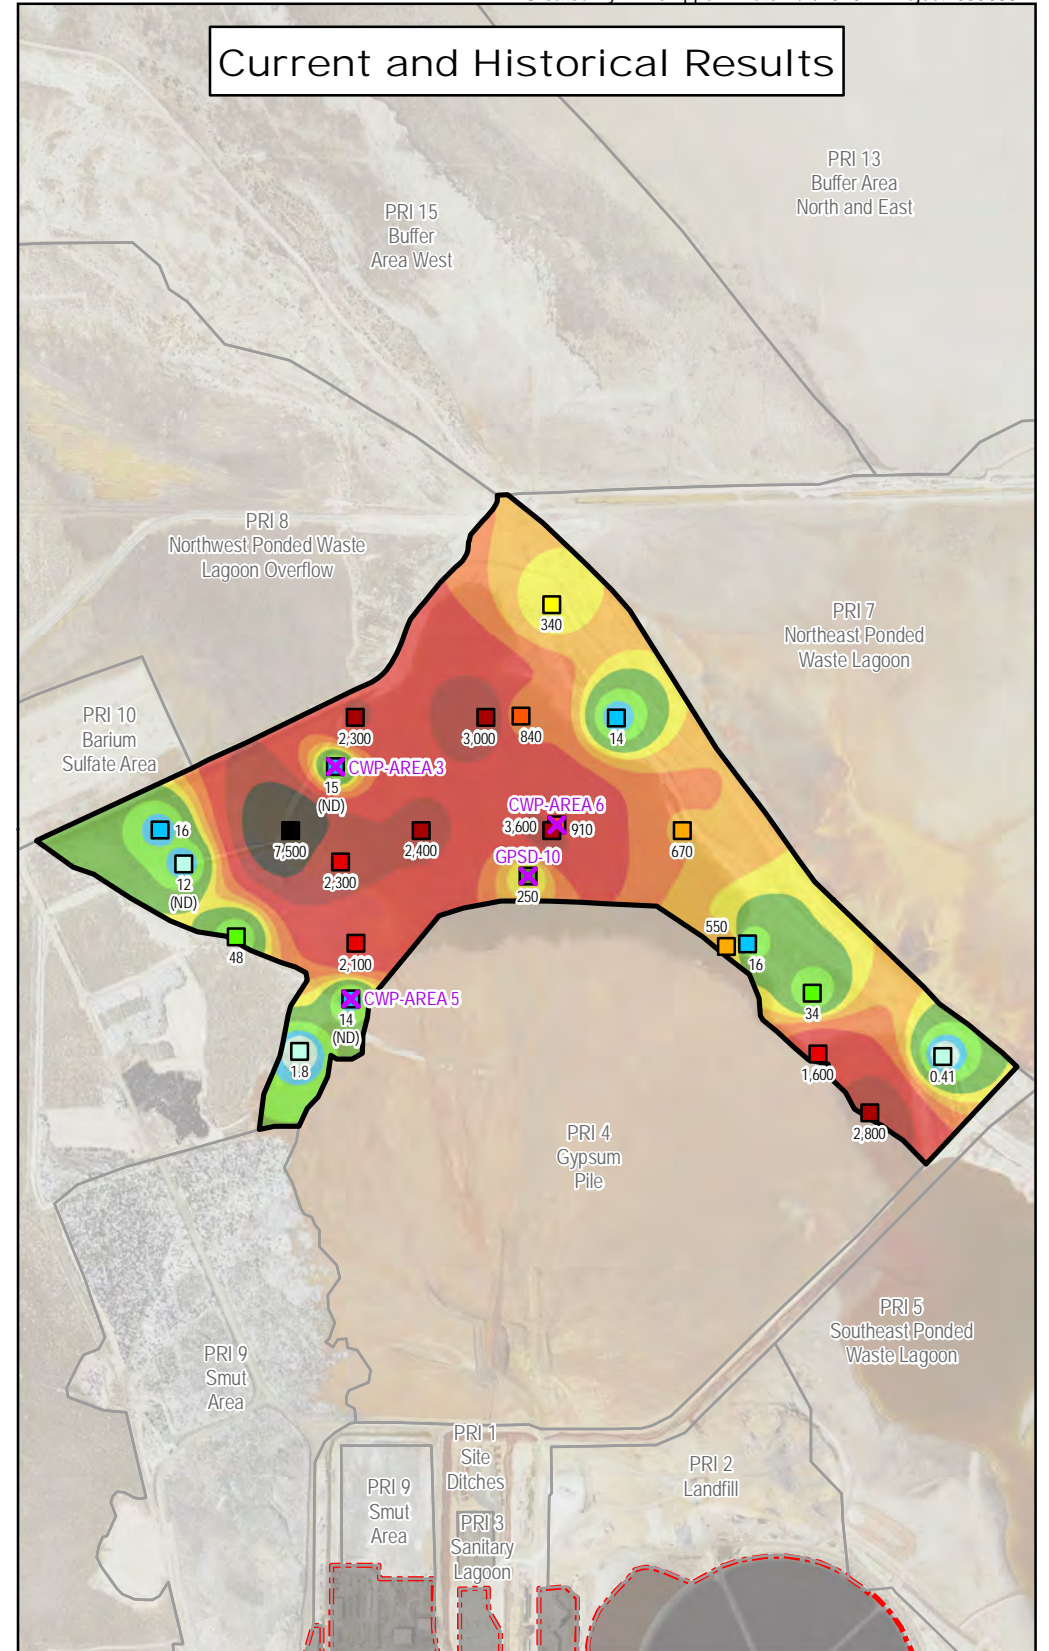 Current and Historical Results
PRI 13
Buffer Area
North and East
PRI 15
Buffer
Area West
PRI 8
Northwest Ponded Waste
Lagoon Overflow
340
PRI 7
Northeast Ponded
Waste Lagoon
PRI 10
Barium
Sulfate Area
2,300
3,000
840
14
CWP-AREA 3
15
(ND)
CWP-AREA 6
16
7,500
2,400
3,600
910
670
12
(ND)
2,300
GPSD-10
250
48
2,100
550
16
CWP-AREA 5
14
(ND)
34
1.8
1,600
0.41
2,800
PRI 4
Gypsum
Pile
PRI 5
Southeast Ponded
Waste Lagoon
PRI 9
Smut
Area
PRI 1
Site
Ditches
PRI 2
Landfill
PRI 9
Smut
Area
PRI 3
Sanitary
Lagoon